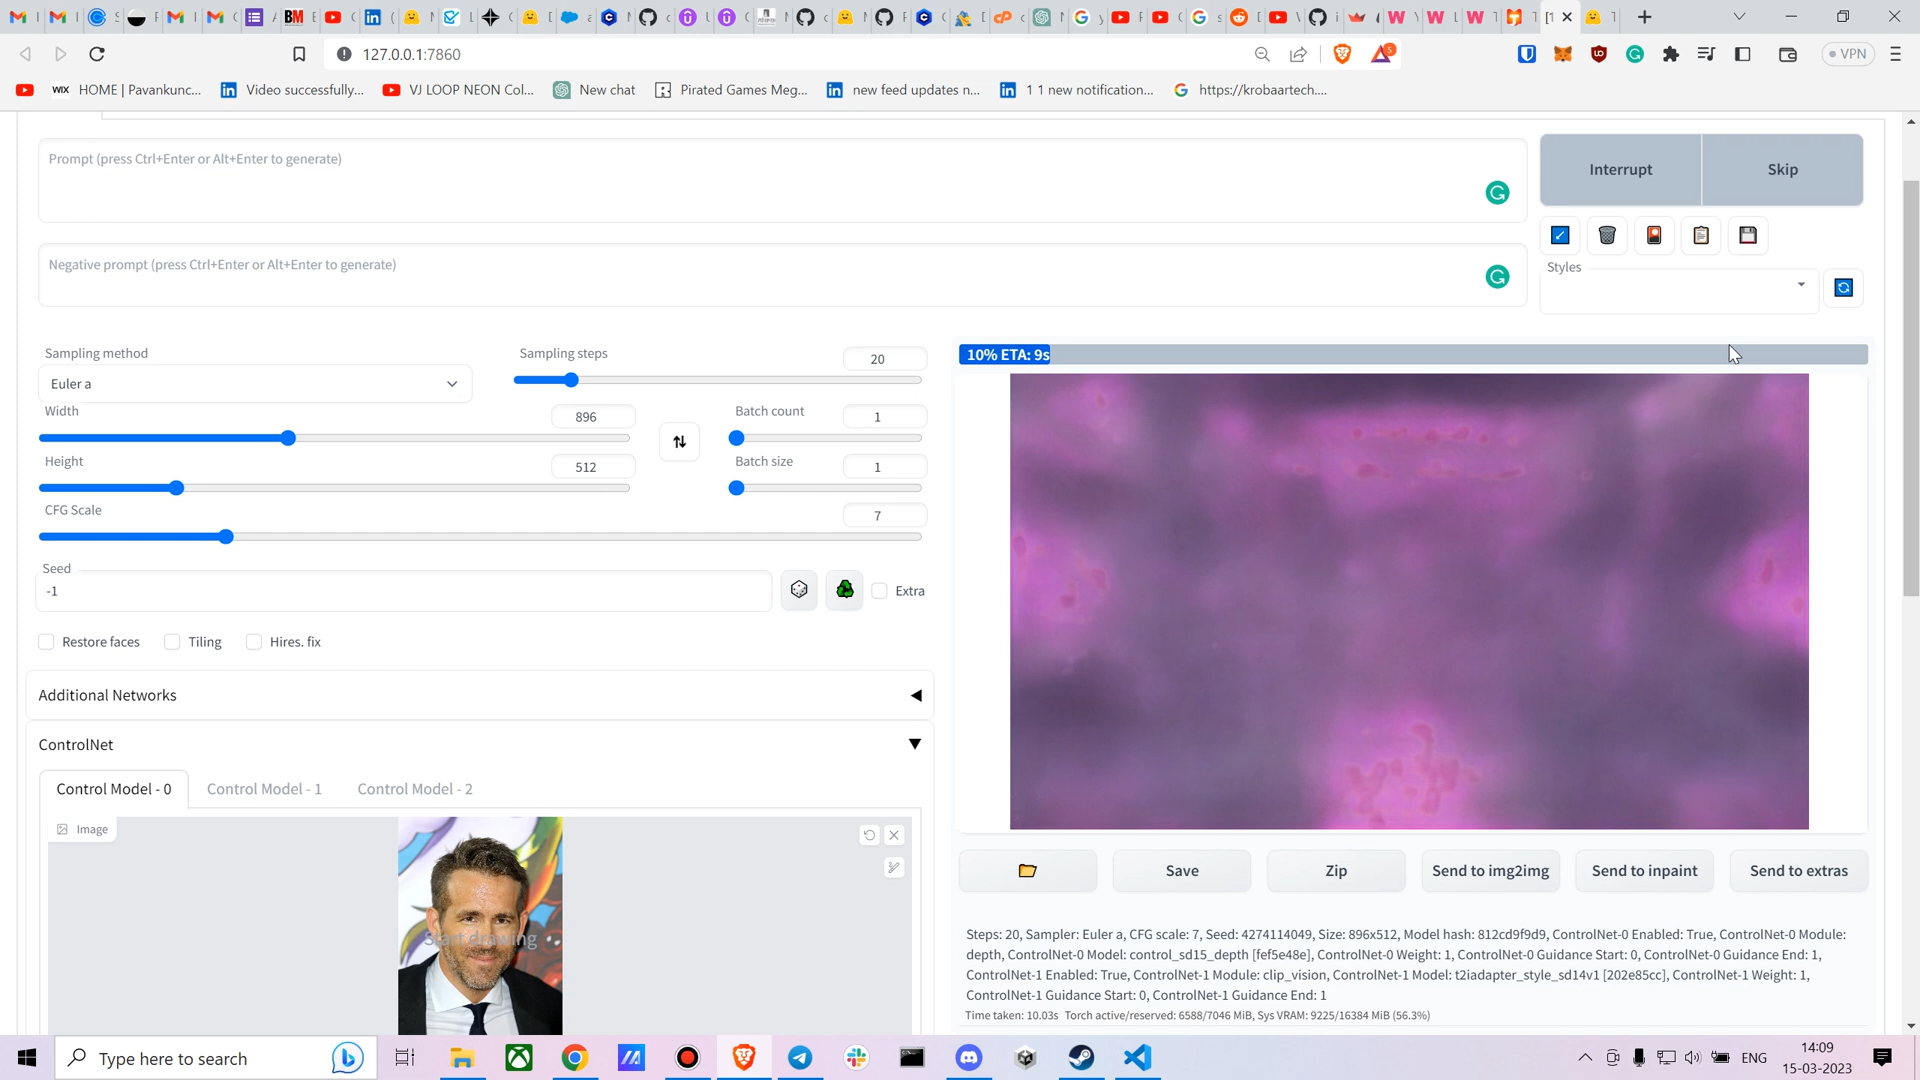 127.0.0.1:7860
5
VPN
WIX HOME | Pavankunc...
Video successfully...
VJ LOOP NEON Col...
New chat
Pirated Games Meg...
new feed updates n...
1 1 new notification...
https://krobaartech....
Prompt (press Ctrl+Enter or Alt+Enter to generate)
Interrupt
Skip
Negative prompt (press Ctrl+Enter or Alt+Enter to generate)
Styles
Sampling method
Euler a
Sampling steps
20
10% ETA: 9s
Width
896
Batch count
1
Height
512
Batch size
1
CFG Scale
7
Seed
-1
Extra
Restore faces
Tiling
Hires. fix
Additional Networks
ControlNet
Control Model - 0
Control Model - 1
Control Model - 2
Image
Start drawing
Save
Zip
Send to img2img
Send to inpaint
Send to extras
Steps: 20, Sampler: Euler a, CFG scale: 7, Seed: 4274114049, Size: 896x512, Model hash: 812cd9f9d9, ControlNet-0 Enabled: True, ControlNet-0 Module:
depth, ControlNet-0 Model: control_sd15_depth [fef5e48e], ControlNet-0 Weight: 1, ControlNet-0 Guidance Start: 0, ControlNet-0 Guidance End: 1,
ControlNet-1 Enabled: True, ControlNet-1 Module: clip_vision, ControlNet-1 Model: t2iadapter_style_sd14v1 [202e85cc], ControlNet-1 Weight: 1,
ControlNet-1 Guidance Start: 0, ControlNet-1 Guidance End: 1
Time taken: 10.03s Torch active/reserved: 6588/7046 MiB, Sys VRAM: 9225/16384 MiB (56.3%)
Type here to search
ENG
14:09
15-03-2023